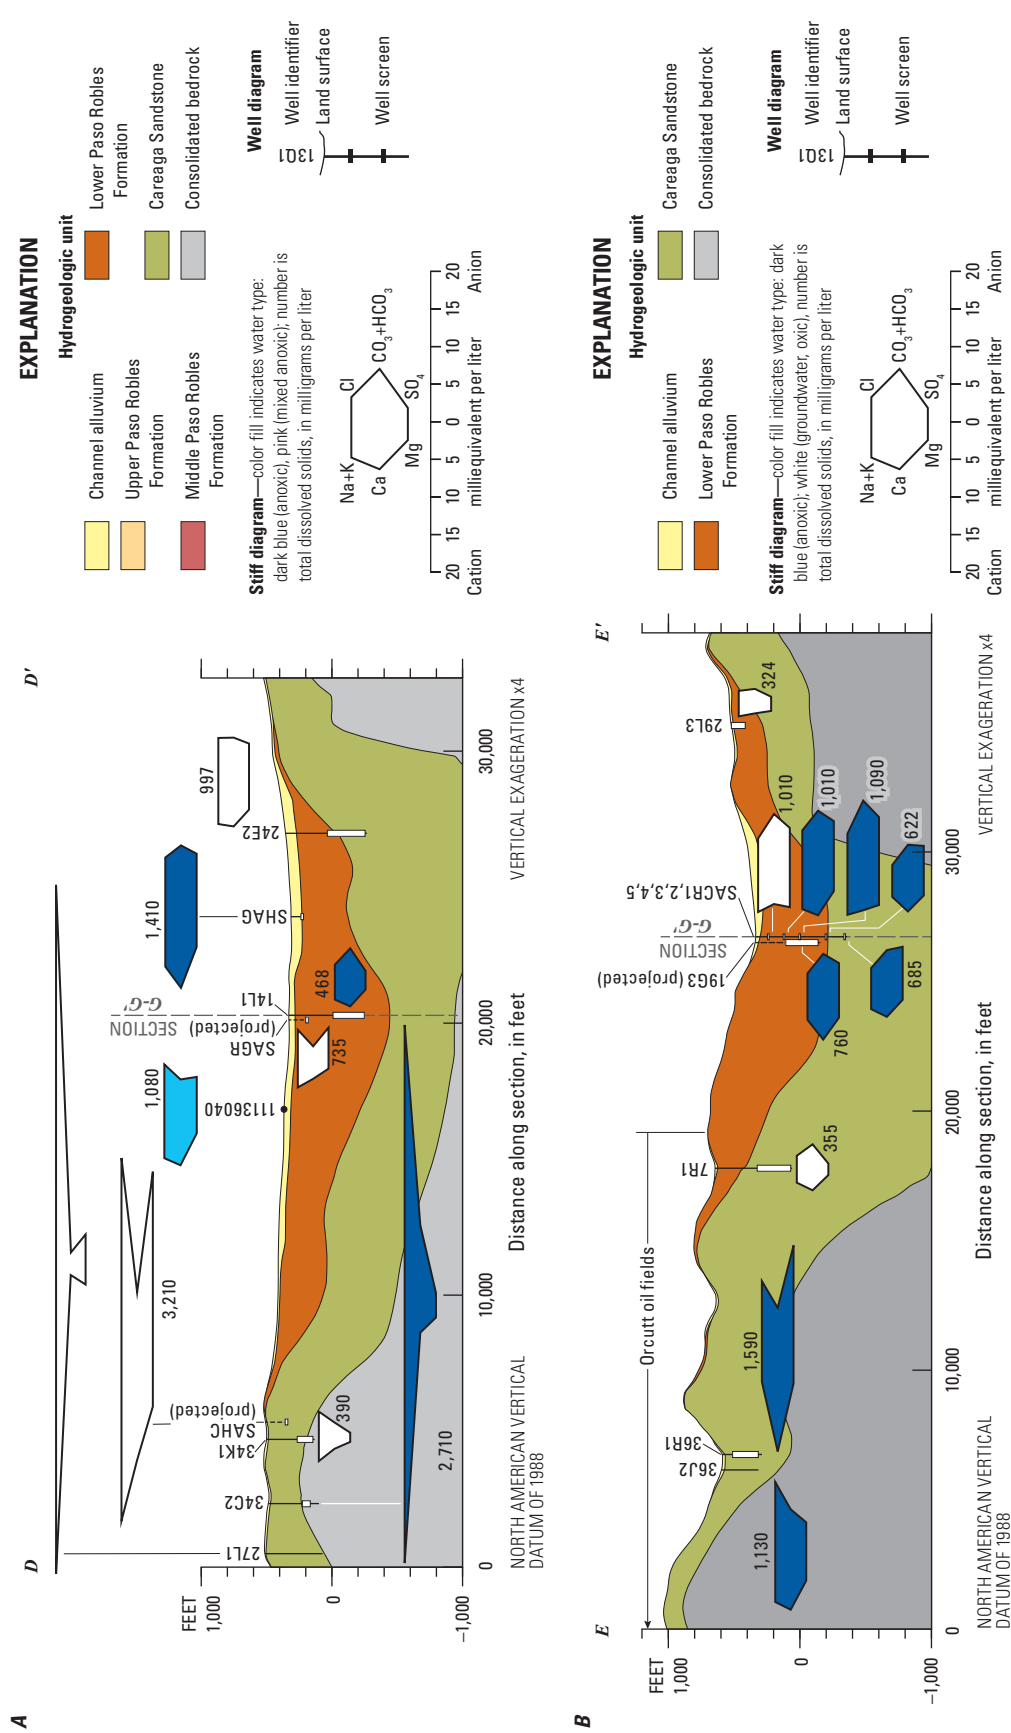 A
D
D'
FEET
1,000
0
−1,000
27L1
34C2
34K1
SAHC
(projected)
11136040
SAGR
(projected)
14L1
SECTION
G-G'
SHAG
24E2
3,210
1,080
1,410
997
390
2,710
735
468
0
10,000
20,000
30,000
Distance along section, in feet
NORTH AMERICAN VERTICAL
DATUM OF 1988
VERTICAL EXAGERATION x4
EXPLANATION
Hydrogeologic unit
Channel alluvium
Upper Paso Robles
Formation
Middle Paso Robles
Formation
Lower Paso Robles
Formation
Careaga Sandstone
Consolidated bedrock
Stiff diagram—color fill indicates water type:
dark blue (anoxic), pink (mixed anoxic); number is
total dissolved solids, in milligrams per liter
Na+K
Cl
Ca
CO3+HCO3
Mg
SO4
20 15 10 5 0 5 10 15 20
Cation milliequivalent per liter Anion
Well diagram
13Q1
Well identifier
Land surface
Well screen
B
E
E'
FEET
1,000
0
−1,000
Orcutt oil fields
36J2
36R1
7R1
19G3 (projected)
SECTION
G-G'
SACR1,2,3,4,5
29L3
1,130
1,590
355
760
685
1,010
1,010
1,090
622
324
0
10,000
20,000
30,000
Distance along section, in feet
NORTH AMERICAN VERTICAL
DATUM OF 1988
VERTICAL EXAGERATION x4
EXPLANATION
Hydrogeologic unit
Channel alluvium
Lower Paso Robles
Formation
Careaga Sandstone
Consolidated bedrock
Stiff diagram—color fill indicates water type: dark
blue (anoxic); white (groundwater, oxic), number is
total dissolved solids, in milligrams per liter
Na+K
Cl
Ca
CO3+HCO3
Mg
SO4
20 15 10 5 0 5 10 15 20
Cation milliequivalent per liter Anion
Well diagram
13Q1
Well identifier
Land surface
Well screen